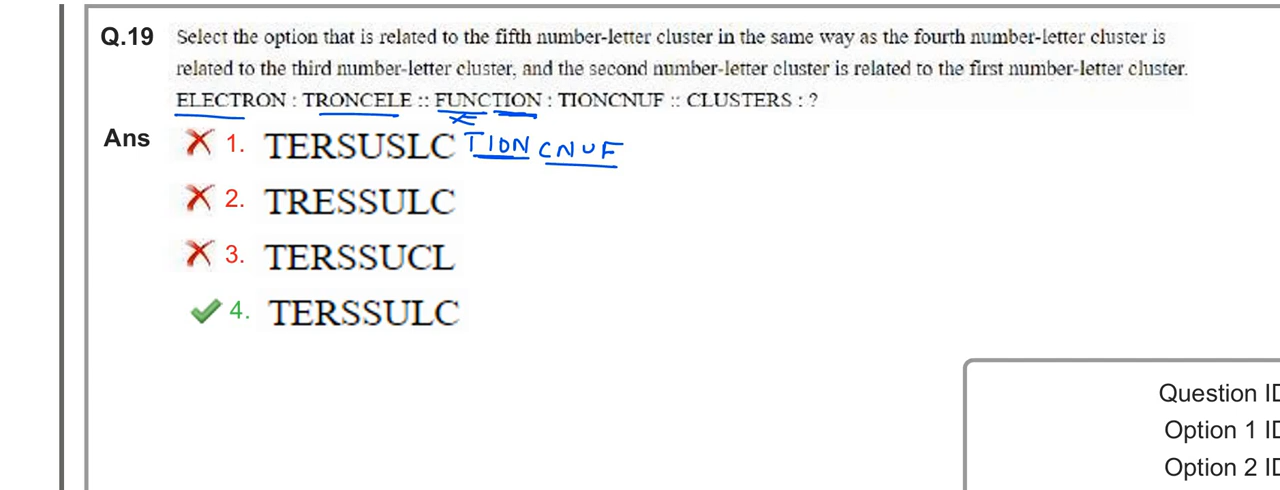 Q.19 Select the option that is related to the fifth number-letter cluster in the same way as the fourth number-letter cluster is
related to the third number-letter cluster, and the second number-letter cluster is related to the first number-letter cluster.
ELECTRON : TRONCELE :: FUNCTION : TIONCNUF :: CLUSTERS : ?
Ans 1. TERSUSLC TION CNUF
2. TRESSULC
3. TERSSUCL
4. TERSSULC
Question ID
Option 1 ID
Option 2 ID